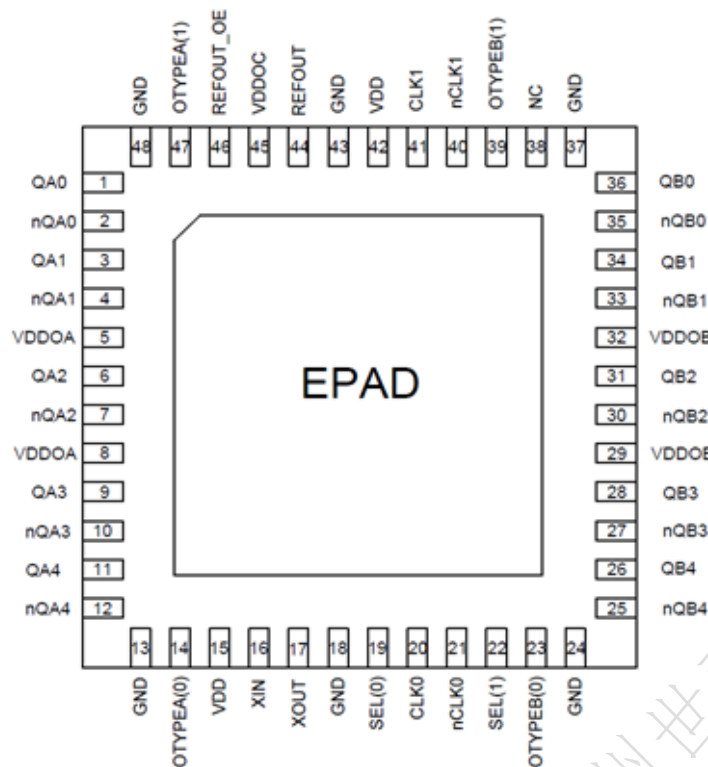 GND OTYPEA(1) REFOUT_OE VDDOC REFOUT GND VDD CLK1 nCLK1 OTYPEB(1) NC GND
48 47 46 45 44 43 42 41 40 39 38 37
QA0 1 36 QB0
nQA0 2 35 nQB0
QA1 3 34 QB1
nQA1 4 33 nQB1
VDDOA 5 32 VDDOB
QA2 6 31 QB2
nQA2 7 30 nQB2
VDDOA 8 29 VDDOB
QA3 9 28 QB3
nQA3 10 27 nQB3
QA4 11 26 QB4
nQA4 12 25 nQB4
EPAD
13 14 15 16 17 18 19 20 21 22 23 24
GND OTYPEA(0) VDD XIN XOUT GND SEL(0) CLK0 nCLK0 SEL(1) OTYPEB(0) GND